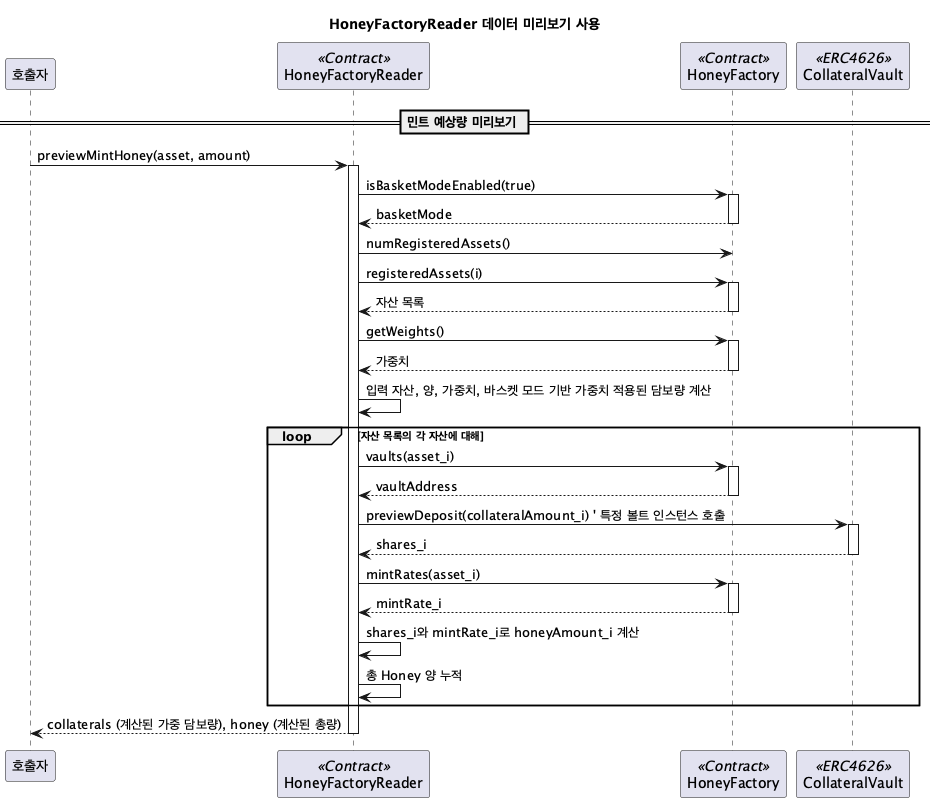 HoneyFactoryReader 데이터 미리보기 사용
호출자
«Contract»
HoneyFactoryReader
«Contract»
HoneyFactory
«ERC4626»
CollateralVault
민트 예상량 미리보기
previewMintHoney(asset, amount)
isBasketModeEnabled(true)
basketMode
numRegisteredAssets()
registeredAssets(i)
자산 목록
getWeights()
가중치
입력 자산, 양, 가중치, 바스켓 모드 기반 가중치 적용된 담보량 계산
loop
[자산 목록의 각 자산에 대해]
vaults(asset_i)
vaultAddress
previewDeposit(collateralAmount_i) ' 특정 볼트 인스턴스 호출
shares_i
mintRates(asset_i)
mintRate_i
shares_i와 mintRate_i로 honeyAmount_i 계산
총 Honey 양 누적
collaterals (계산된 가중 담보량), honey (계산된 총량)
호출자
«Contract»
HoneyFactoryReader
«Contract»
HoneyFactory
«ERC4626»
CollateralVault